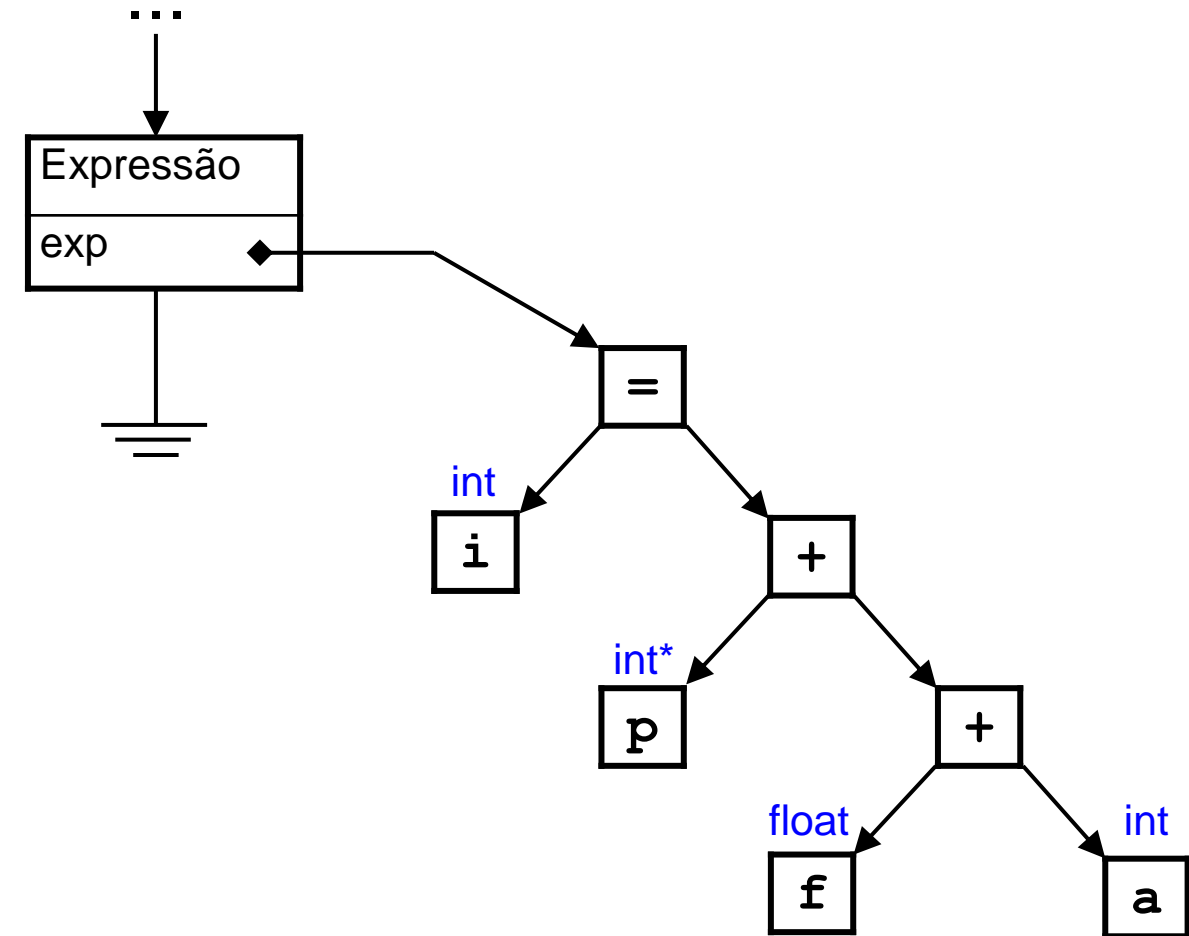 ...
Expressão
exp
=
int
i
+
int*
p
+
float
int
f
a